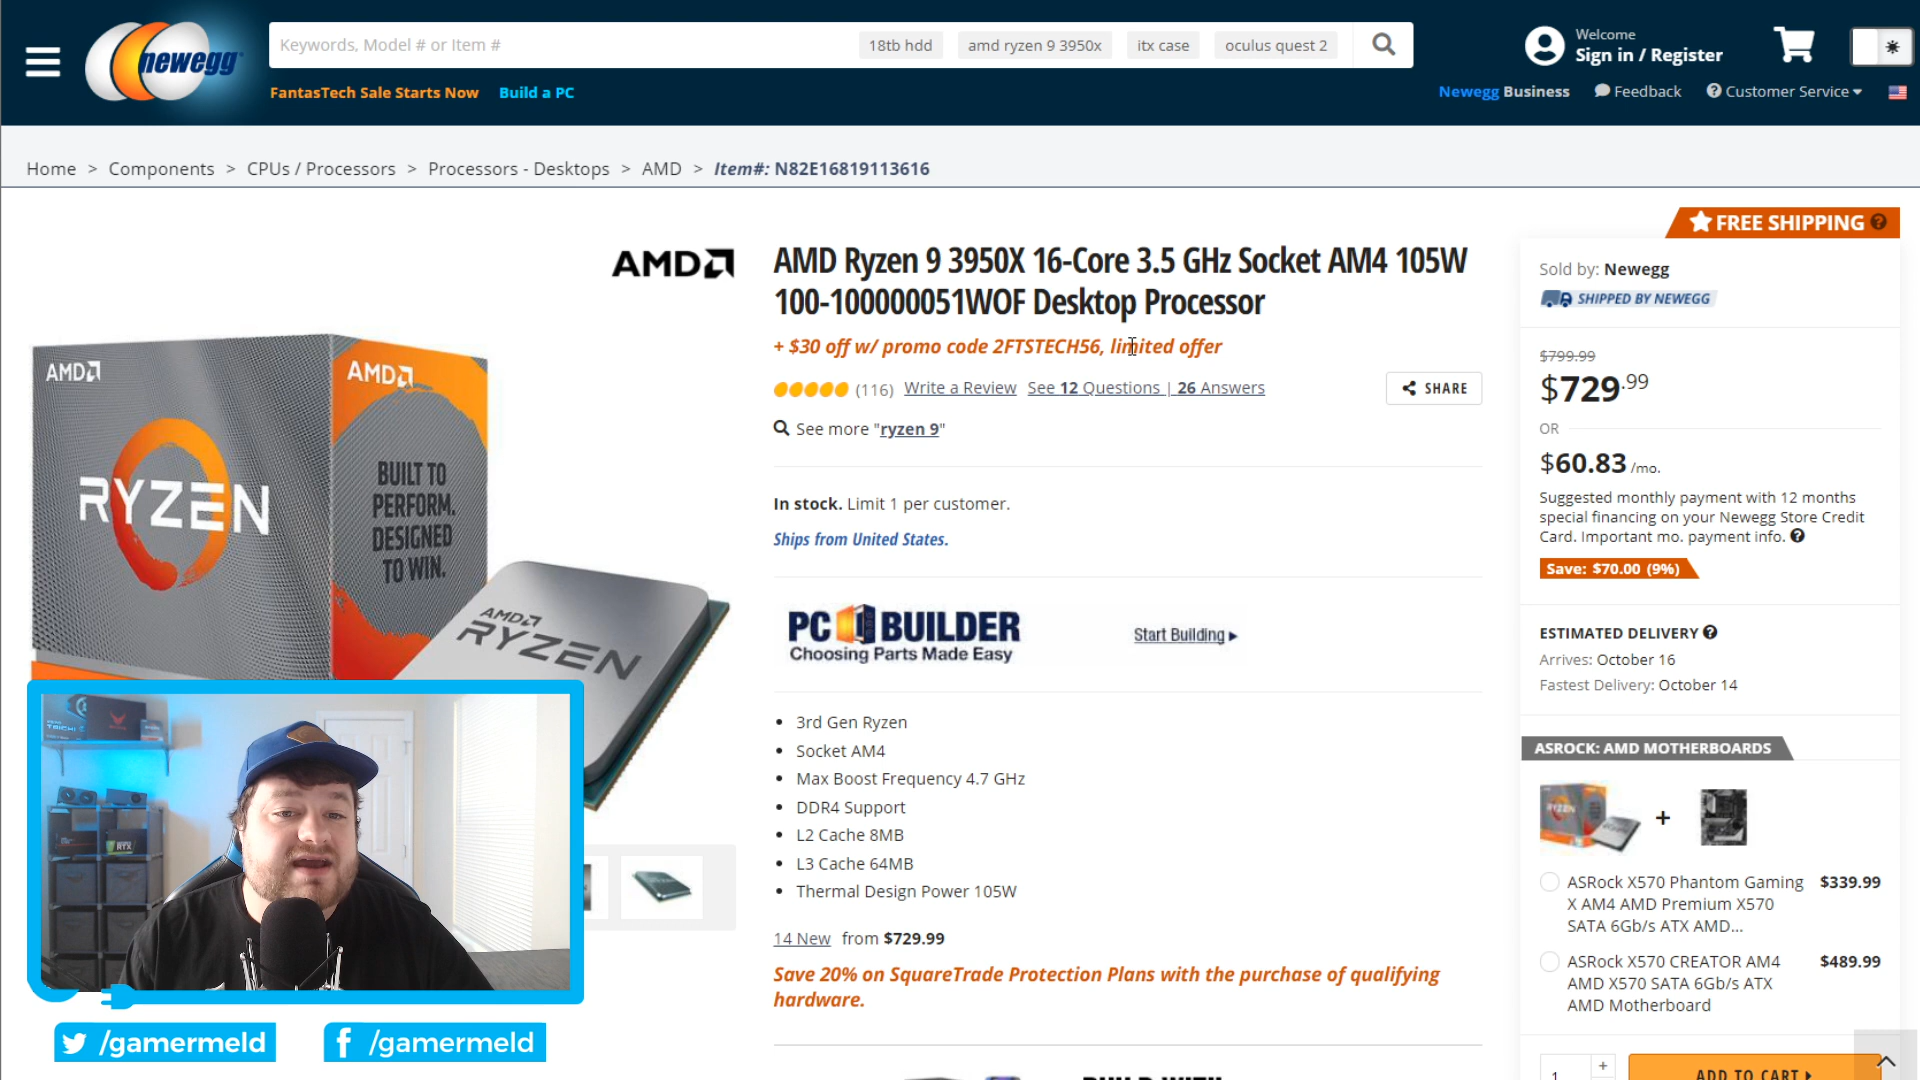 newegg
Keywords, Model # or Item #
18tb hdd
amd ryzen 9 3950x
itx case
oculus quest 2
Welcome
Sign in / Register
FantasTech Sale Starts Now
Build a PC
Newegg Business
Feedback
Customer Service
Home > Components > CPUs / Processors > Processors - Desktops > AMD > Item#: N82E16819113616
FREE SHIPPING
AMD
AMD Ryzen 9 3950X 16-Core 3.5 GHz Socket AM4 105W
100-100000051WOF Desktop Processor
+ $30 off w/ promo code 2FTSTECH56, limited offer
(116) Write a Review See 12 Questions | 26 Answers
SHARE
See more "ryzen 9"
In stock. Limit 1 per customer.
Ships from United States.
PC BUILDER
Choosing Parts Made Easy
Start Building
3rd Gen Ryzen
Socket AM4
Max Boost Frequency 4.7 GHz
DDR4 Support
L2 Cache 8MB
L3 Cache 64MB
Thermal Design Power 105W
14 New from $729.99
Save 20% on SquareTrade Protection Plans with the purchase of qualifying
hardware.
AMD
AMD
RYZEN
BUILT TO
PERFORM.
DESIGNED
TO WIN.
AMD
RYZEN
/gamermeld
/gamermeld
Sold by: Newegg
SHIPPED BY NEWEGG
$799.99
$729.99
OR
$60.83 /mo.
Suggested monthly payment with 12 months
special financing on your Newegg Store Credit
Card. Important mo. payment info.
Save: $70.00 (9%)
ESTIMATED DELIVERY
Arrives: October 16
Fastest Delivery: October 14
ASROCK: AMD MOTHERBOARDS
RYZEN
+
ASRock X570 Phantom Gaming $339.99
X AM4 AMD Premium X570
SATA 6Gb/s ATX AMD...
ASRock X570 CREATOR AM4 $489.99
AMD X570 SATA 6Gb/s ATX
AMD Motherboard
1
+
ADD TO CART